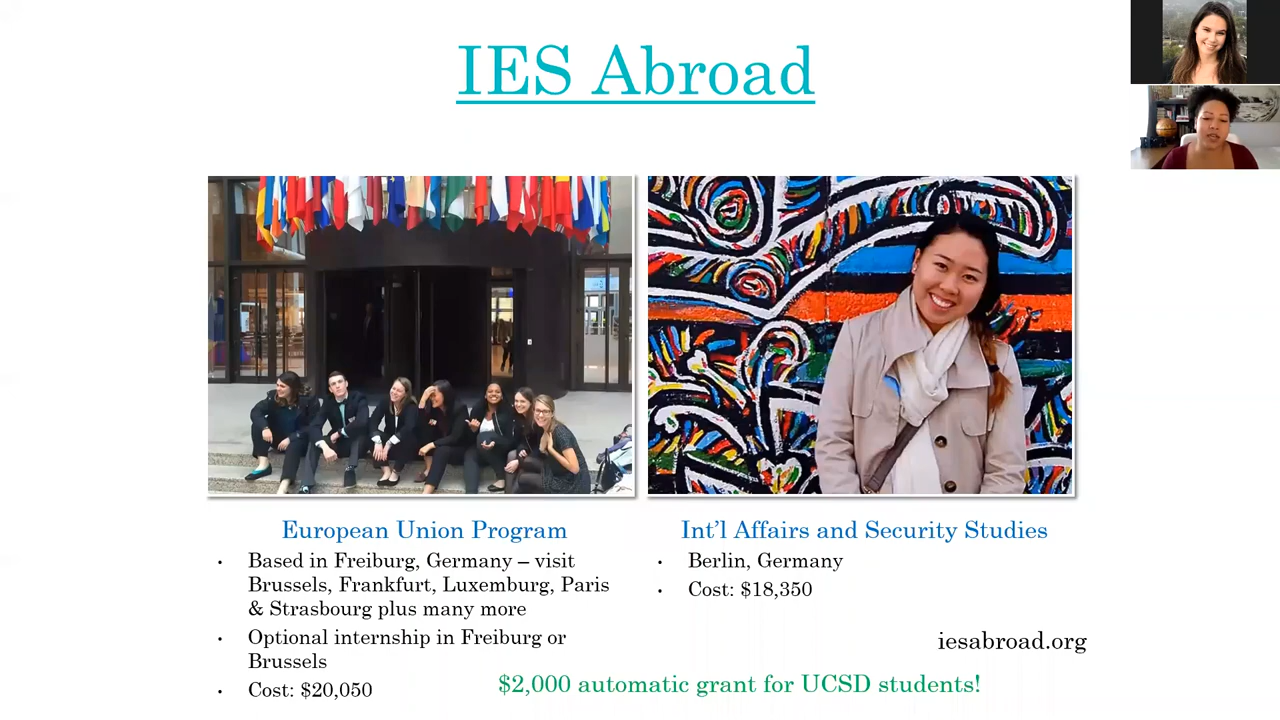 IES Abroad
European Union Program
• Based in Freiburg, Germany – visit
Brussels, Frankfurt, Luxemburg, Paris
& Strasbourg plus many more
• Optional internship in Freiburg or
Brussels
• Cost: $20,050
Int’l Affairs and Security Studies
• Berlin, Germany
• Cost: $18,350
iesabroad.org
$2,000 automatic grant for UCSD students!